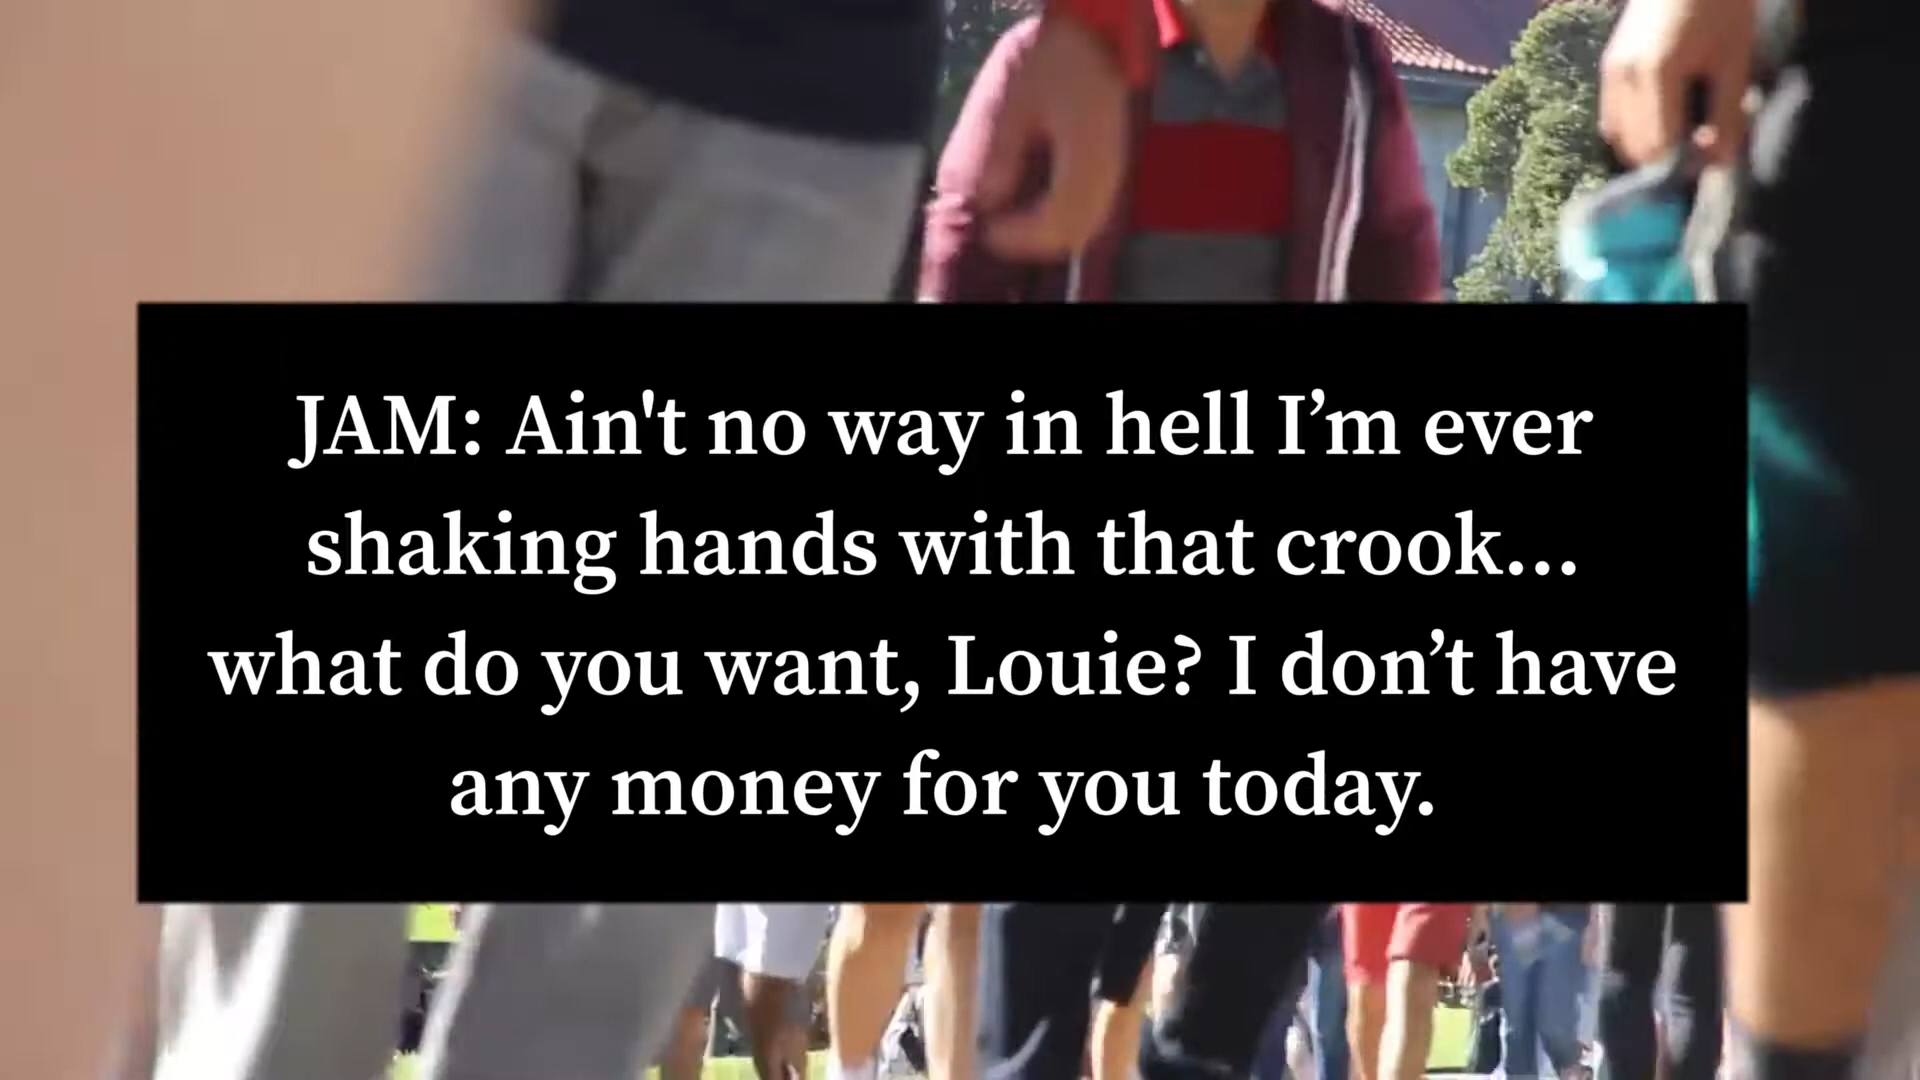 JAM: Ain't no way in hell I’m ever
shaking hands with that crook...
what do you want, Louie? I don’t have
any money for you today.